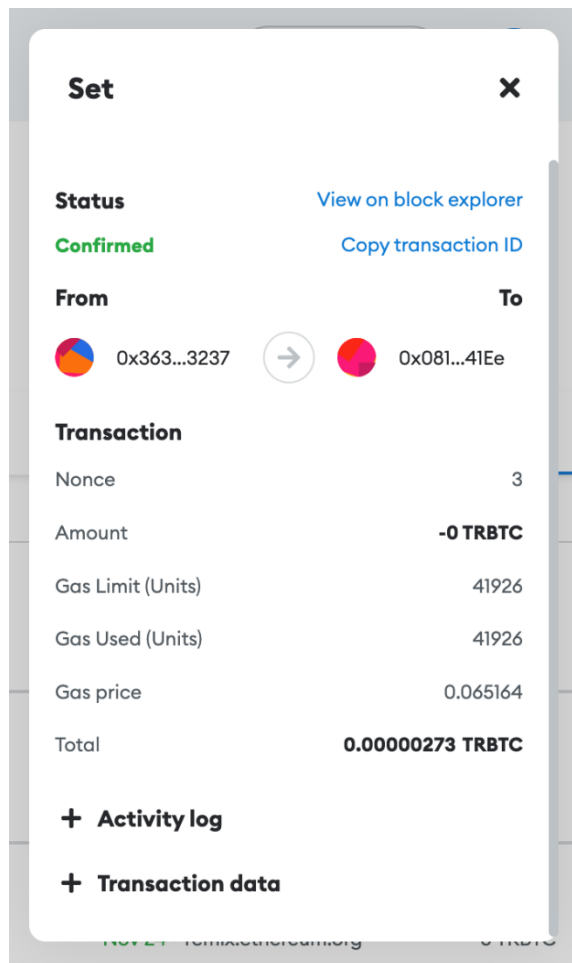 Set
Status View on block explorer
Confirmed Copy transaction ID
From To
0x363...3237 0x081...41Ee
Transaction
Nonce 3
Amount -0 TRBTC
Gas Limit (Units) 41926
Gas Used (Units) 41926
Gas price 0.065164
Total 0.00000273 TRBTC
+ Activity log
+ Transaction data